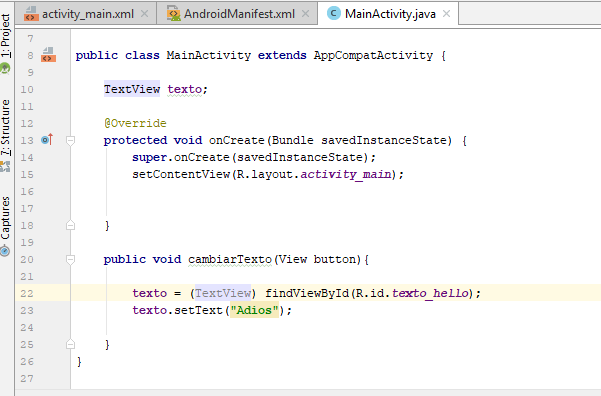 activity_main.xml × AndroidManifest.xml × MainActivity.java ×
1: Project
7: Structure
Captures
7
8 public class MainActivity extends AppCompatActivity {
9
10 TextView texto;
11
12 @Override
13 protected void onCreate(Bundle savedInstanceState) {
14 super.onCreate(savedInstanceState);
15 setContentView(R.layout.activity_main);
16
17
18 }
19
20 public void cambiarTexto(View button){
21
22 texto = (TextView) findViewById(R.id.texto_hello);
23 texto.setText("Adios");
24
25 }
26 }
27